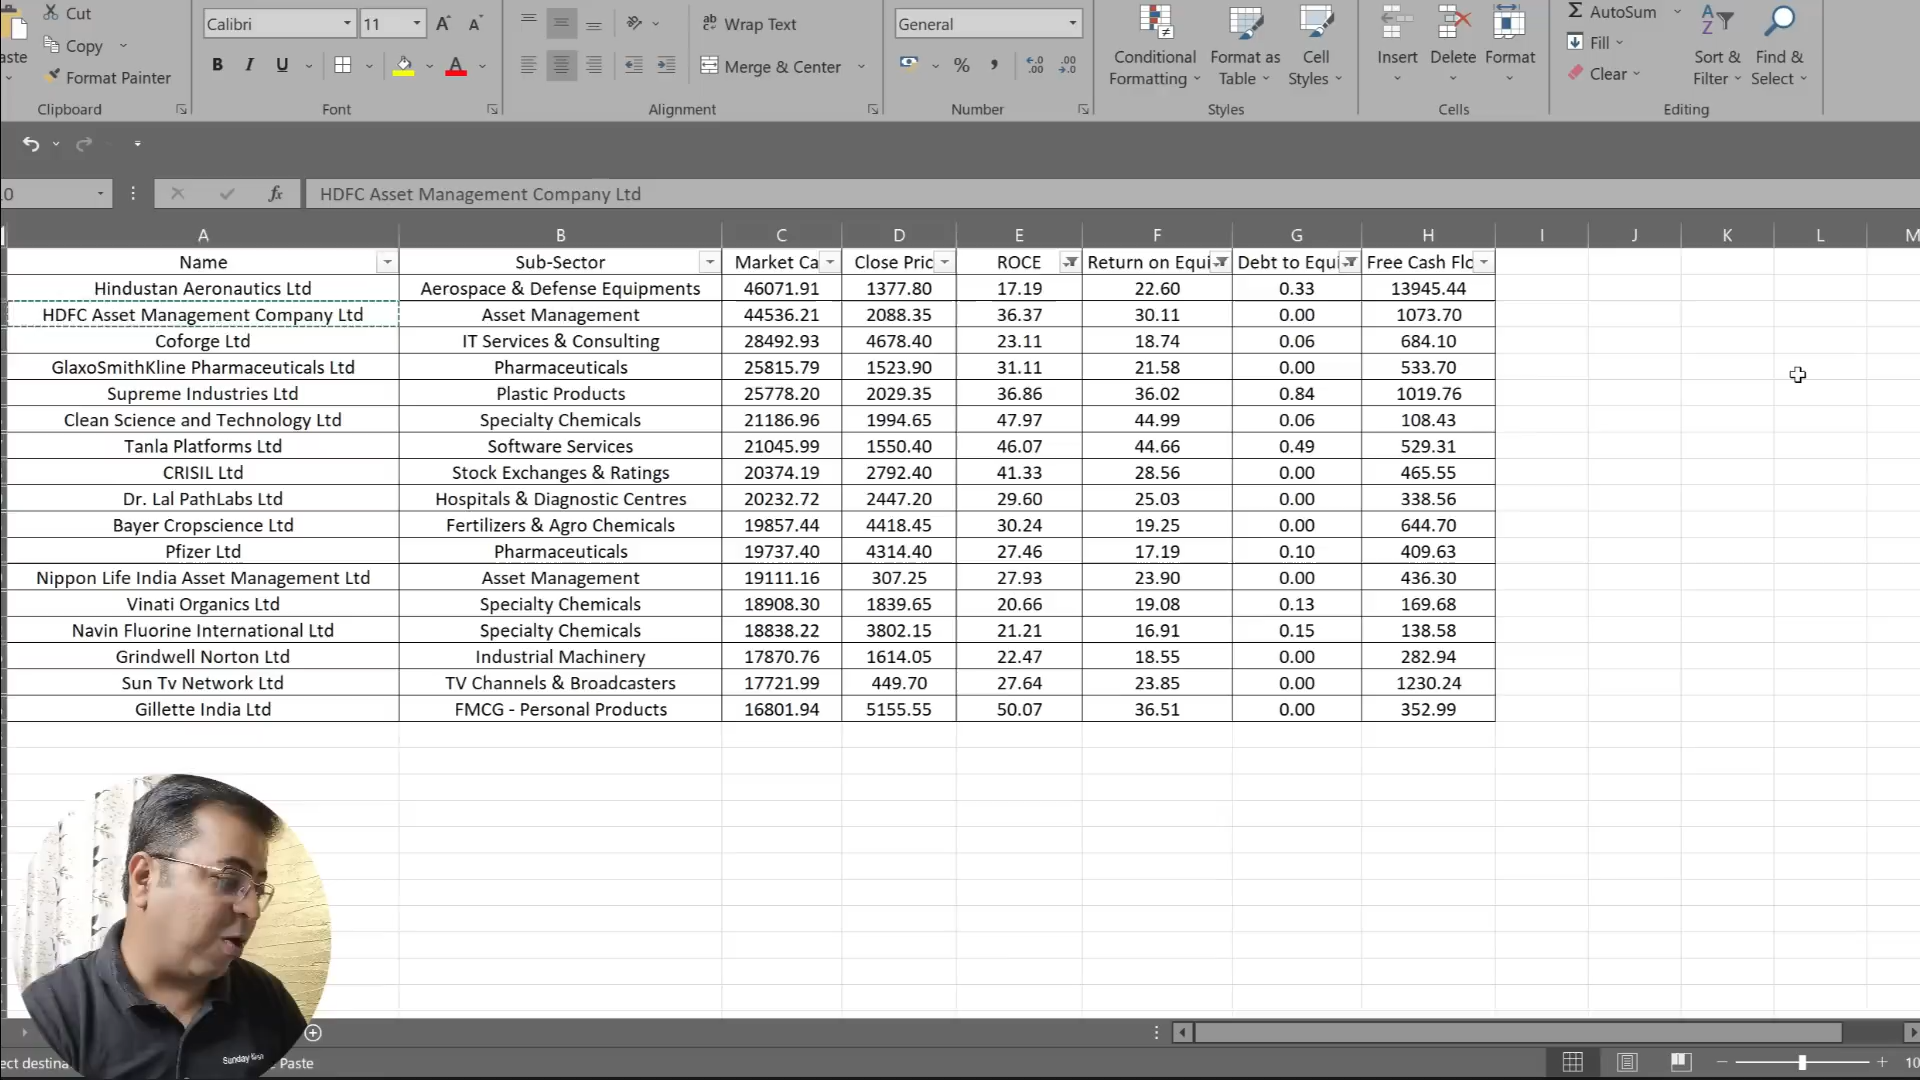 Cut
Calibri 11 A A
ab Wrap Text
General
AutoSum
Copy
Fill
B I U A
Merge & Center
% ,
Conditional Formatting
Format as Table
Cell Styles
Insert
Delete
Format
Clear
Sort & Filter
Find & Select
Format Painter
Clipboard
Font
Alignment
Number
Styles
Cells
Editing
fx HDFC Asset Management Company Ltd
A B C D E F G H I J K L M
Name Sub-Sector Market Ca Close Pric ROCE Return on Equi Debt to Equi Free Cash Flo
Hindustan Aeronautics Ltd Aerospace & Defense Equipments 46071.91 1377.80 17.19 22.60 0.33 13945.44
HDFC Asset Management Company Ltd Asset Management 44536.21 2088.35 36.37 30.11 0.00 1073.70
Coforge Ltd IT Services & Consulting 28492.93 4678.40 23.11 18.74 0.06 684.10
GlaxoSmithKline Pharmaceuticals Ltd Pharmaceuticals 25815.79 1523.90 31.11 21.58 0.00 533.70
Supreme Industries Ltd Plastic Products 25778.20 2029.35 36.86 36.02 0.84 1019.76
Clean Science and Technology Ltd Specialty Chemicals 21186.96 1994.65 47.97 44.99 0.06 108.43
Tanla Platforms Ltd Software Services 21045.99 1550.40 46.07 44.66 0.49 529.31
CRISIL Ltd Stock Exchanges & Ratings 20374.19 2792.40 41.33 28.56 0.00 465.55
Dr. Lal PathLabs Ltd Hospitals & Diagnostic Centres 20232.72 2447.20 29.60 25.03 0.00 338.56
Bayer Cropscience Ltd Fertilizers & Agro Chemicals 19857.44 4418.45 30.24 19.25 0.00 644.70
Pfizer Ltd Pharmaceuticals 19737.40 4314.40 27.46 17.19 0.10 409.63
Nippon Life India Asset Management Ltd Asset Management 19111.16 307.25 27.93 23.90 0.00 436.30
Vinati Organics Ltd Specialty Chemicals 18908.30 1839.65 20.66 19.08 0.13 169.68
Navin Fluorine International Ltd Specialty Chemicals 18838.22 3802.15 21.21 16.91 0.15 138.58
Grindwell Norton Ltd Industrial Machinery 17870.76 1614.05 22.47 18.55 0.00 282.94
Sun Tv Network Ltd TV Channels & Broadcasters 17721.99 449.70 27.64 23.85 0.00 1230.24
Gillette India Ltd FMCG - Personal Products 16801.94 5155.55 50.07 36.51 0.00 352.99
Sunday
Paste